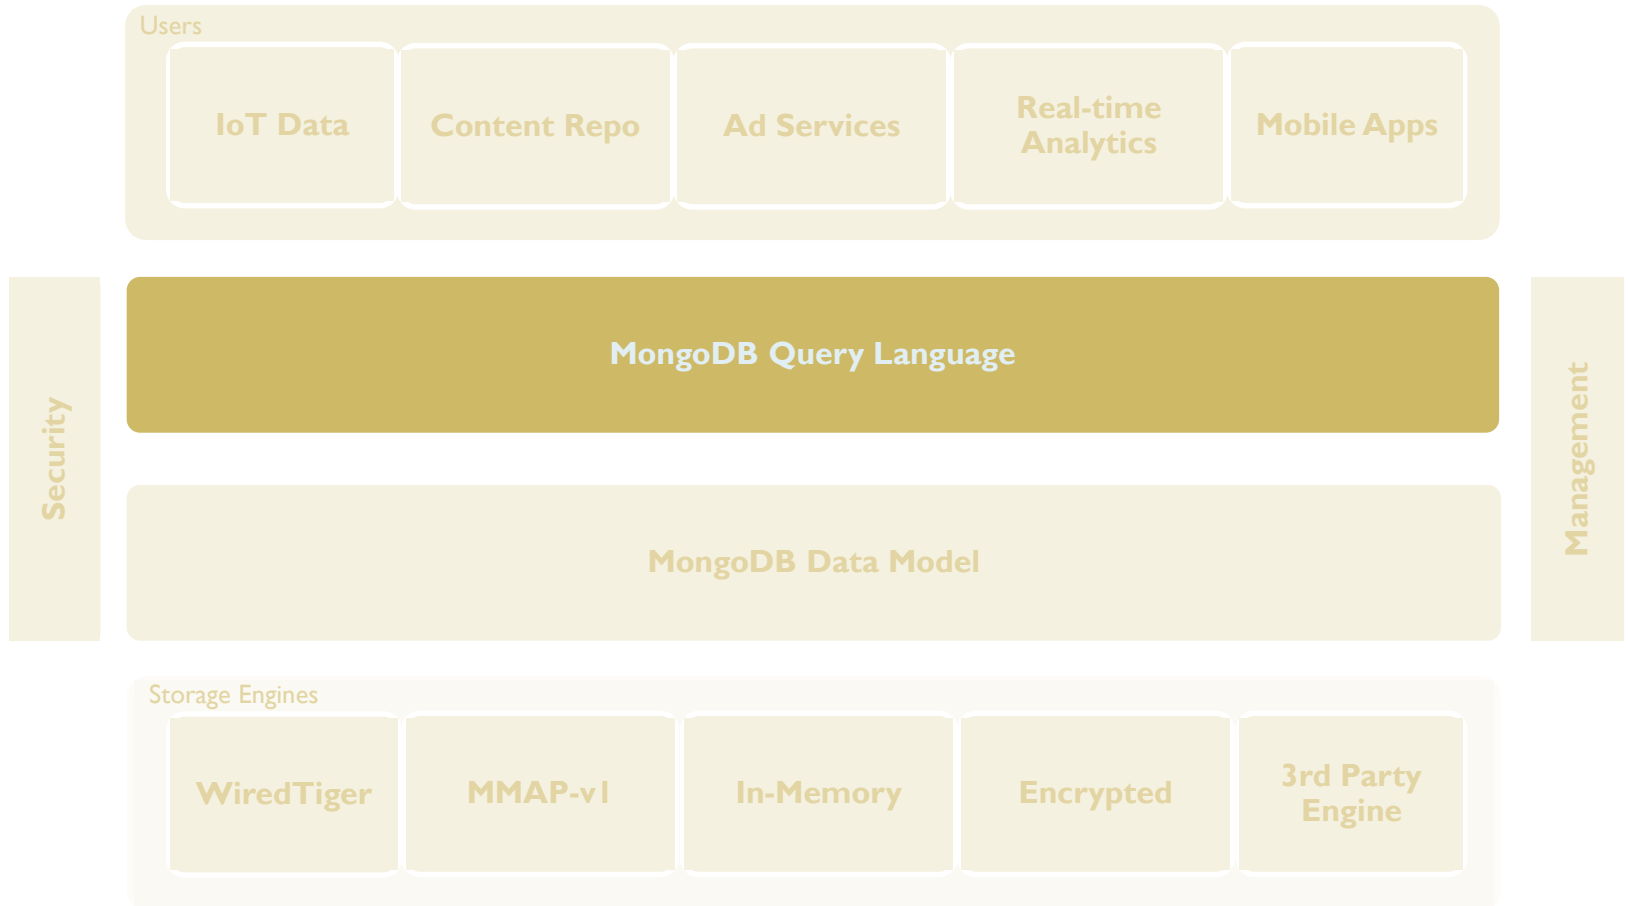 Users
IoT Data
Content Repo
Ad Services
Real-time
Analytics
Mobile Apps
MongoDB Query Language
Security
Management
MongoDB Data Model
Storage Engines
WiredTiger
MMAP-v1
In-Memory
Encrypted
3rd Party
Engine